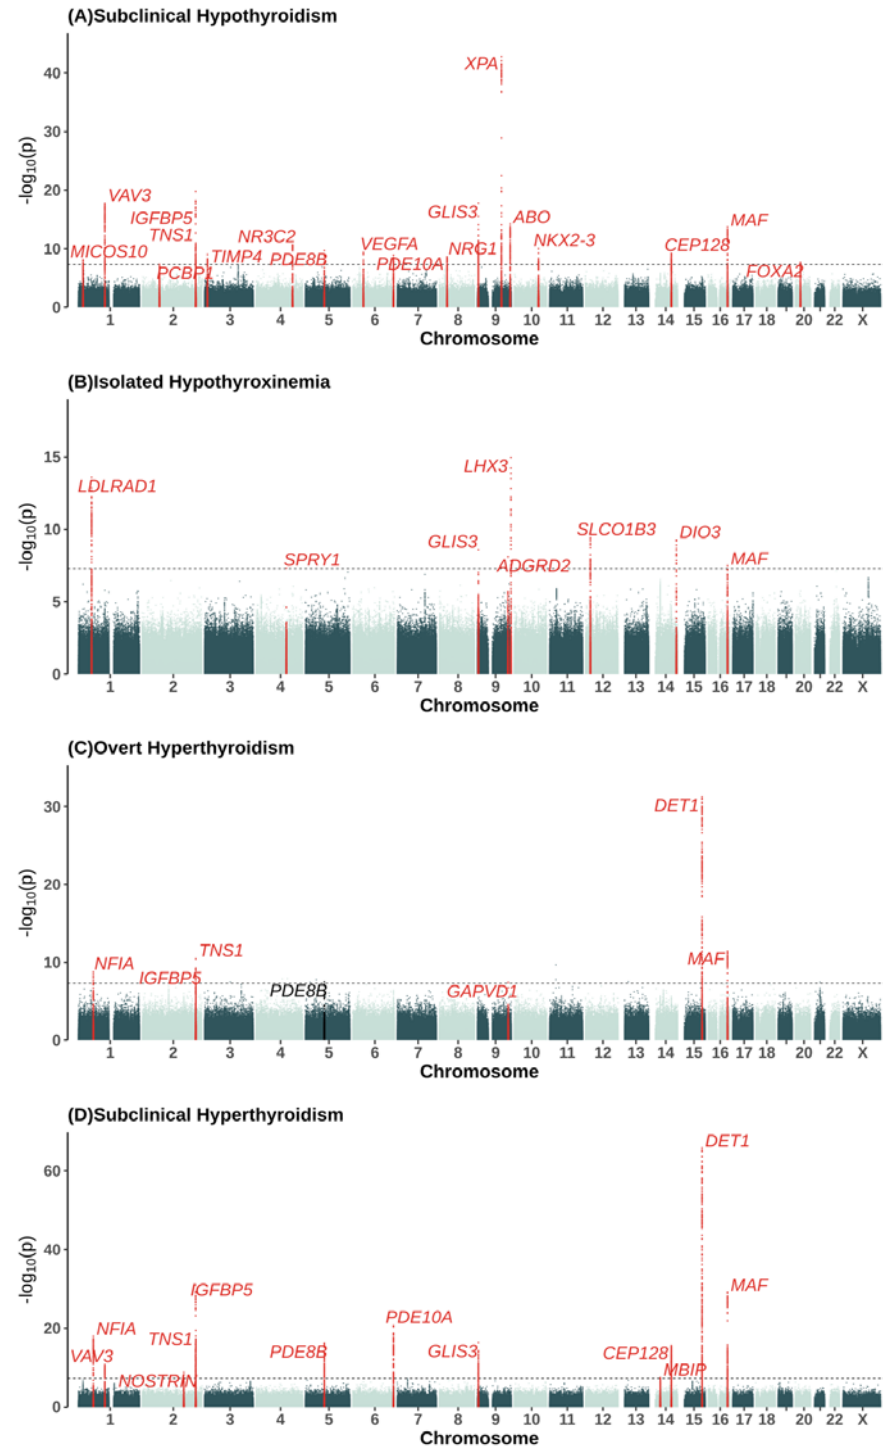 (A)Subclinical Hypothyroidism
XPA
40
30
-log10(p)
20
VAV3
IGFBP5
GLIS3
ABO
MAF
TNS1
NR3C2
VEGFA
NKX2-3
CEP128
10
MICOS10
TIMP4
PDE8B
PDE10A
NRG1
PCBP1
FOXA2
0
1 2 3 4 5 6 7 8 9 10 11 12 13 14 15 16 17 18 20 22 X
Chromosome
(B)Isolated Hypothyroxinemia
15
LHX3
LDLRAD1
-log10(p)
10
SLCO1B3
DIO3
GLIS3
SPRY1
ADGRD2
MAF
5
0
1 2 3 4 5 6 7 8 9 10 11 12 13 14 15 16 17 18 20 22 X
Chromosome
(C)Overt Hyperthyroidism
30
DET1
-log10(p)
20
TNS1
10
NFIA
MAF
IGFBP5
PDE8B
GAPVD1
0
1 2 3 4 5 6 7 8 9 10 11 12 13 14 15 16 17 18 20 22 X
Chromosome
(D)Subclinical Hyperthyroidism
DET1
60
-log10(p)
40
IGFBP5
MAF
20
NFIA
PDE10A
TNS1
VAV3
PDE8B
GLIS3
CEP128
MBIP
NOSTRIN
0
1 2 3 4 5 6 7 8 9 10 11 12 13 14 15 16 17 18 20 22 X
Chromosome